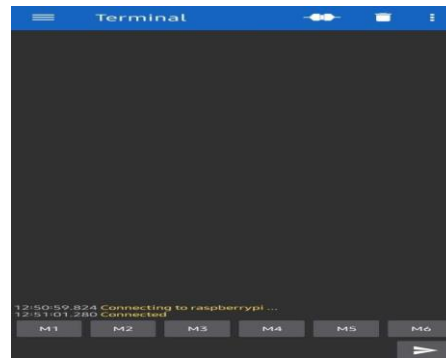 Terminal
12:50:59.824 Connecting to raspberrypi ...
12:51:01.280 Connected
M1 M2 M3 M4 M5 M6